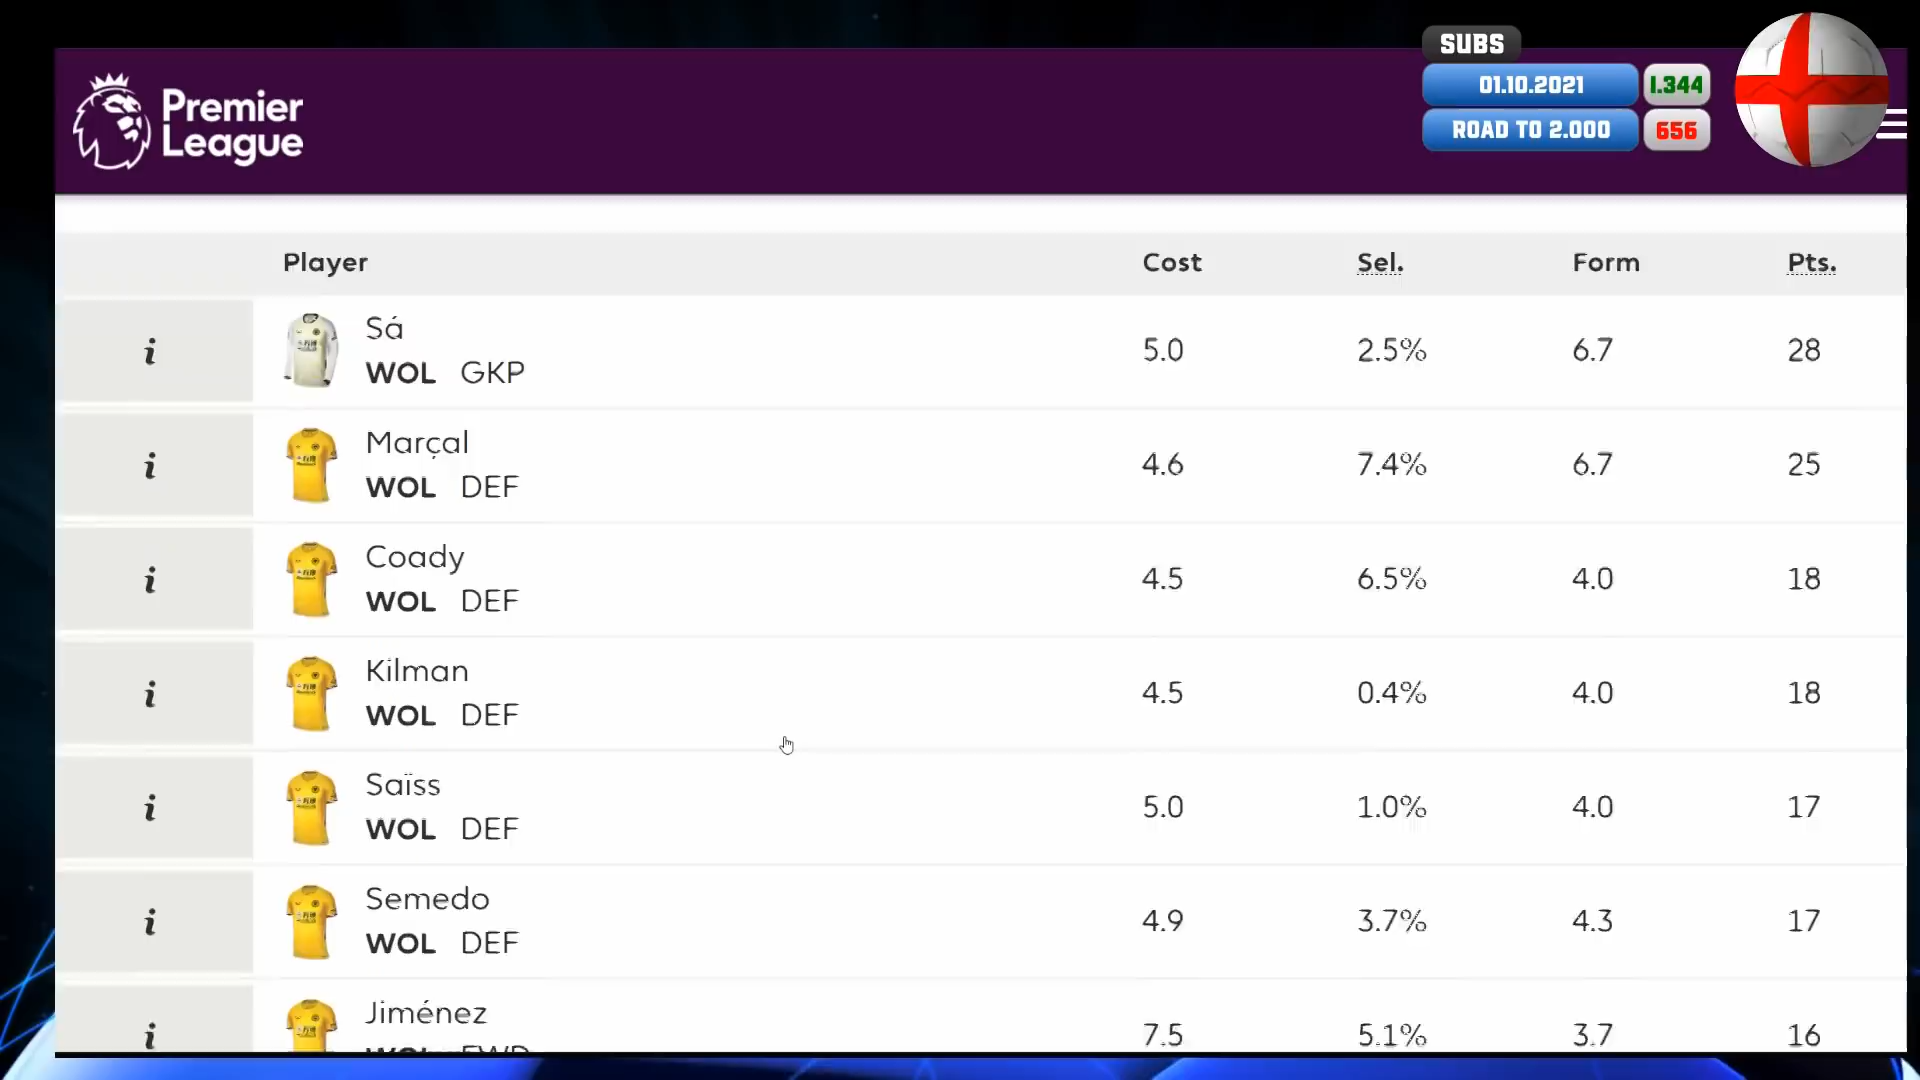 SUBS
01.10.2021 1.344
ROAD TO 2.000 656
Premier
League
Player Cost Sel. Form Pts.
i Sá 5.0 2.5% 6.7 28
WOL GKP
i Marçal 4.6 7.4% 6.7 25
WOL DEF
i Coady 4.5 6.5% 4.0 18
WOL DEF
i Kilman 4.5 0.4% 4.0 18
WOL DEF
i Saïss 5.0 1.0% 4.0 17
WOL DEF
i Semedo 4.9 3.7% 4.3 17
WOL DEF
i Jiménez 7.5 5.1% 3.7 16
WOL FWD